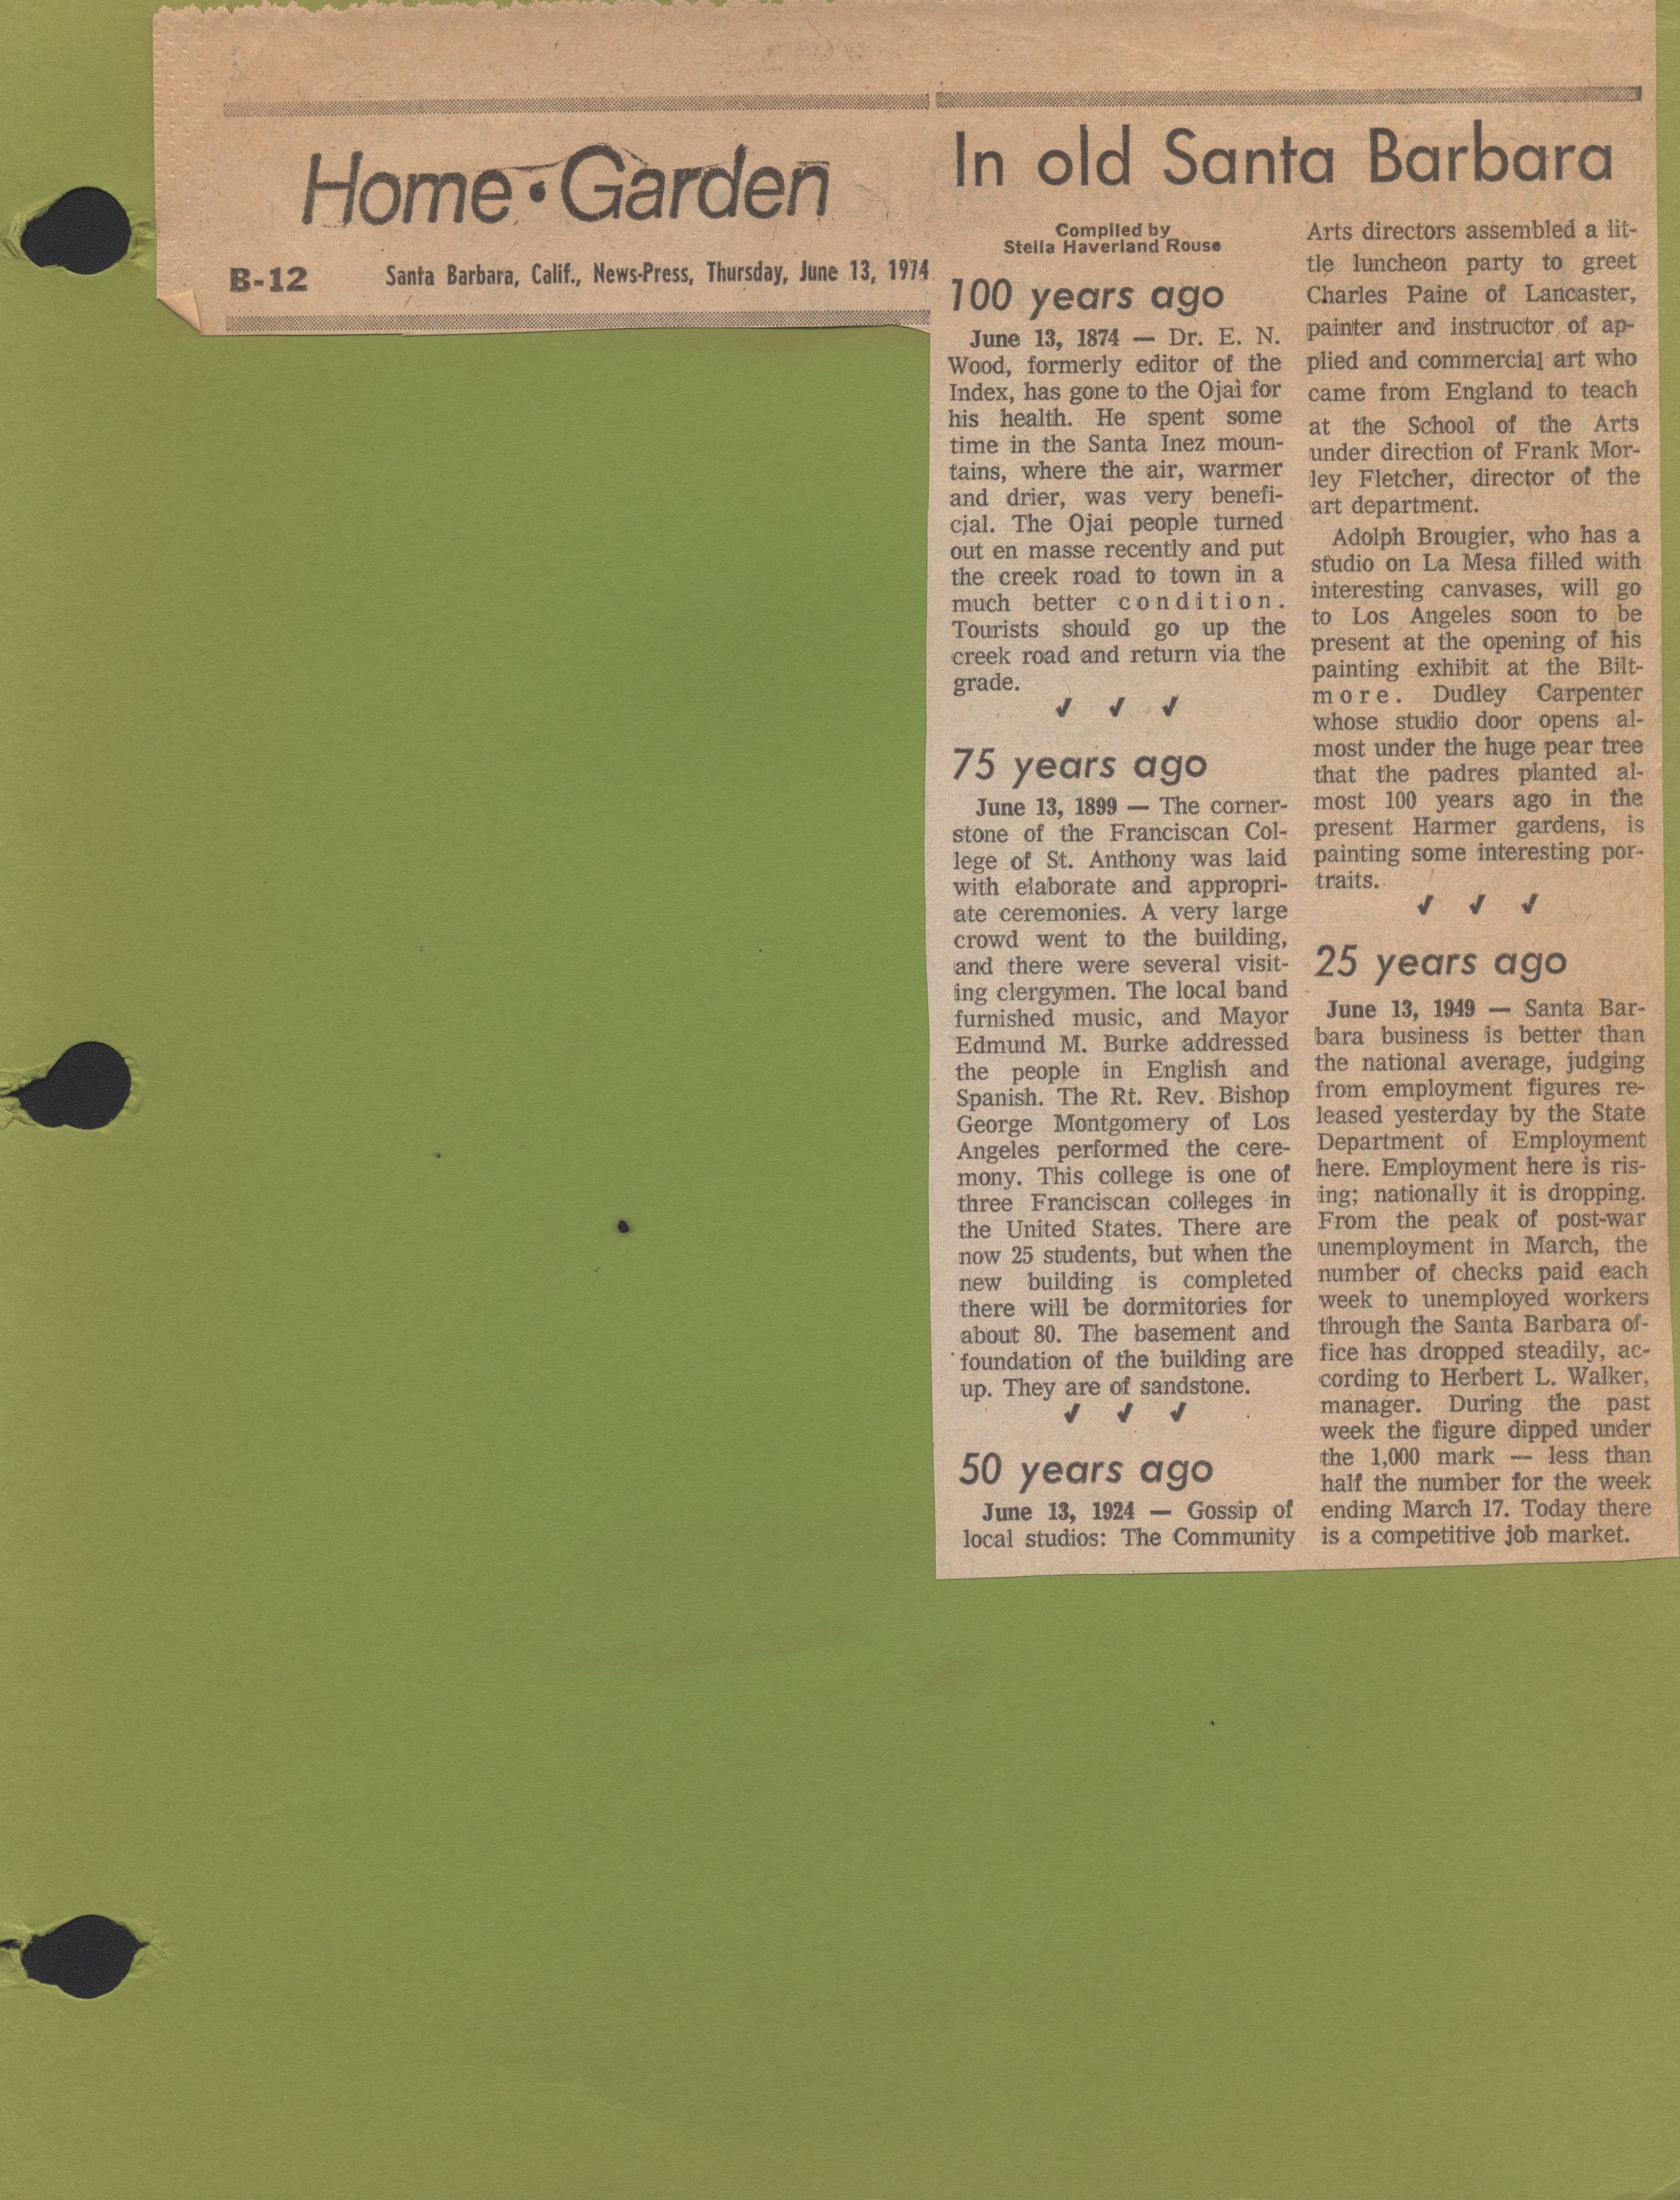 Home • Garden
B-12 Santa Barbara, Calif., News-Press, Thursday, June 13, 1974
In old Santa Barbara
Compiled by
Stella Haverland Rouse
100 years ago
June 13, 1874 — Dr. E. N.
Wood, formerly editor of the
Index, has gone to the Ojai for
his health. He spent some
time in the Santa Inez moun-
tains, where the air, warmer
and drier, was very benefi-
cial. The Ojai people turned
out en masse recently and put
the creek road to town in a
much better condition.
Tourists should go up the
creek road and return via the
grade.
✓ ✓ ✓
75 years ago
June 13, 1899 — The corner-
stone of the Franciscan Col-
lege of St. Anthony was laid
with elaborate and appropri-
ate ceremonies. A very large
crowd went to the building,
and there were several visit-
ing clergymen. The local band
furnished music, and Mayor
Edmund M. Burke addressed
the people in English and
Spanish. The Rt. Rev. Bishop
George Montgomery of Los
Angeles performed the cere-
mony. This college is one of
three Franciscan colleges in
the United States. There are
now 25 students, but when the
new building is completed
there will be dormitories for
about 80. The basement and
foundation of the building are
up. They are of sandstone.
✓ ✓ ✓
50 years ago
June 13, 1924 — Gossip of
local studios: The Community
Arts directors assembled a lit-
tle luncheon party to greet
Charles Paine of Lancaster,
painter and instructor of ap-
plied and commercial art who
came from England to teach
at the School of the Arts
under direction of Frank Mor-
ley Fletcher, director of the
art department.
Adolph Brougier, who has a
studio on La Mesa filled with
interesting canvases, will go
to Los Angeles soon to be
present at the opening of his
painting exhibit at the Bilt-
more. Dudley Carpenter
whose studio door opens al-
most under the huge pear tree
that the padres planted al-
most 100 years ago in the
present Harmer gardens, is
painting some interesting por-
traits.
✓ ✓ ✓
25 years ago
June 13, 1949 — Santa Bar-
bara business is better than
the national average, judging
from employment figures re-
leased yesterday by the State
Department of Employment
here. Employment here is ris-
ing; nationally it is dropping.
From the peak of post-war
unemployment in March, the
number of checks paid each
week to unemployed workers
through the Santa Barbara of-
fice has dropped steadily, ac-
cording to Herbert L. Walker,
manager. During the past
week the figure dipped under
the 1,000 mark — less than
half the number for the week
ending March 17. Today there
is a competitive job market.